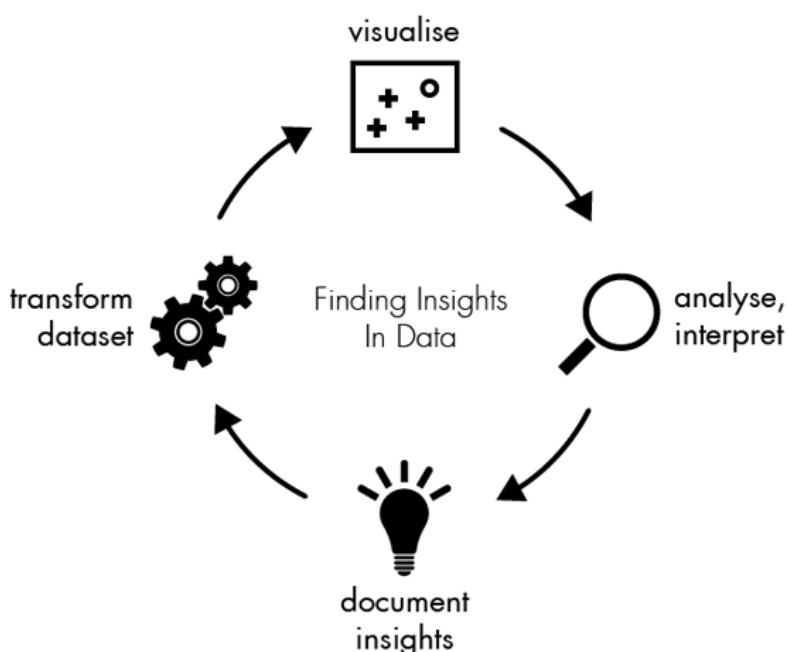 visualise
transform
dataset
Finding Insights
In Data
analyse,
interpret
document
insights